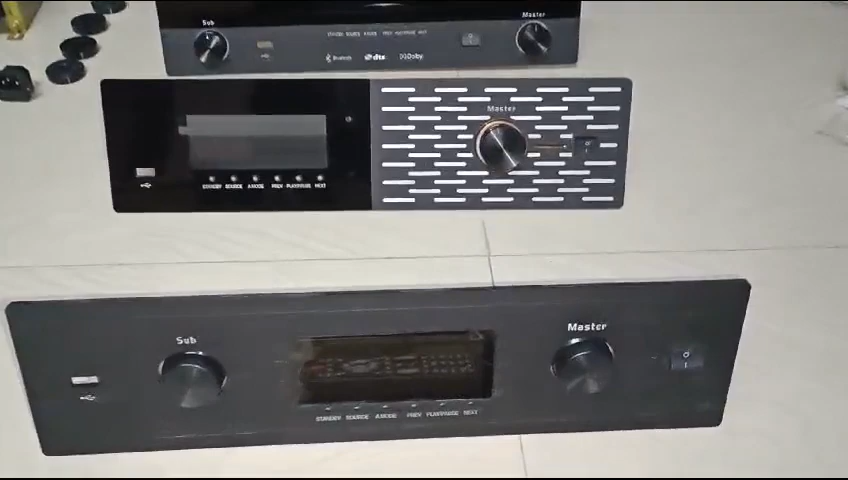 Sub
Master
Bluetooth dts Dolby
Master
STANDBY SOURCE A.MODE PREV PLAY/PAUSE NEXT
Sub
Master
STANDBY SOURCE A.MODE PREV PLAY/PAUSE NEXT